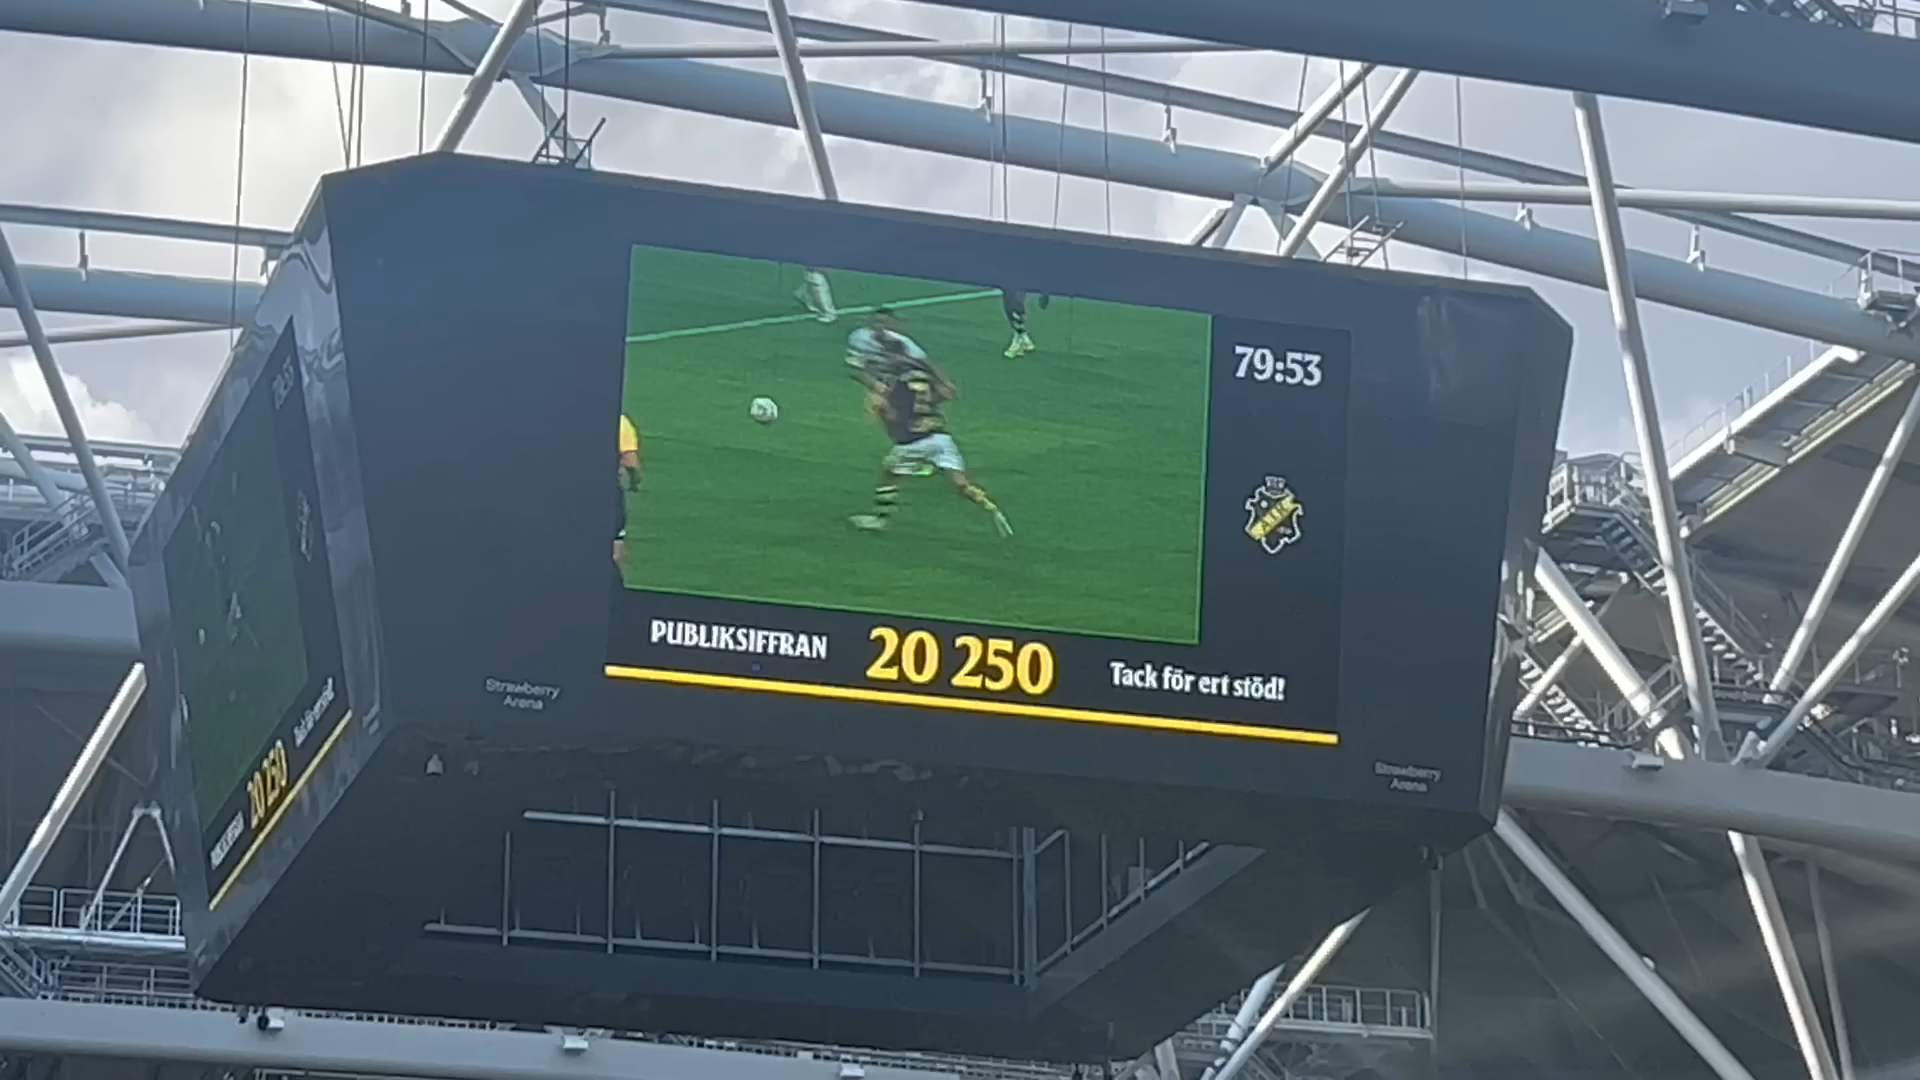 79:53
PUBLIKSIFFRAN 20 250 Tack för ert stöd!
Strawberry
Arena
Strawberry
Arena
20 250